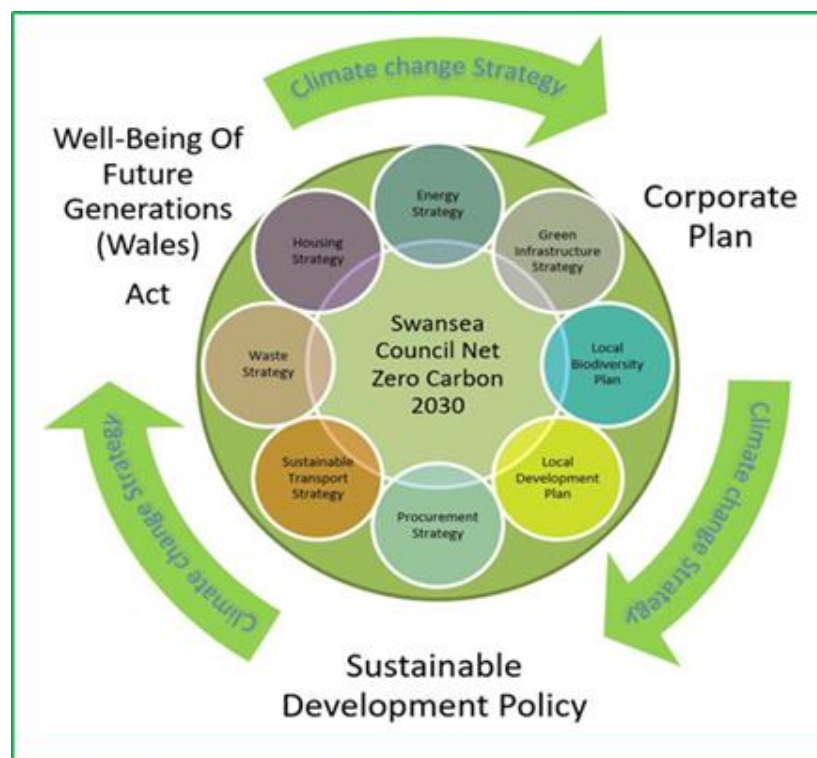 Climate change Strategy
Well-Being Of
Future
Generations
(Wales)
Act
Corporate
Plan
Energy
Strategy
Green
Infrastructure
Strategy
Local
Biodiversity
Plan
Local
Development
Plan
Procurement
Strategy
Sustainable
Transport
Strategy
Waste
Strategy
Housing
Strategy
Swansea
Council Net
Zero Carbon
2030
Climate change Strategy
Climate change Strategy
Sustainable
Development Policy